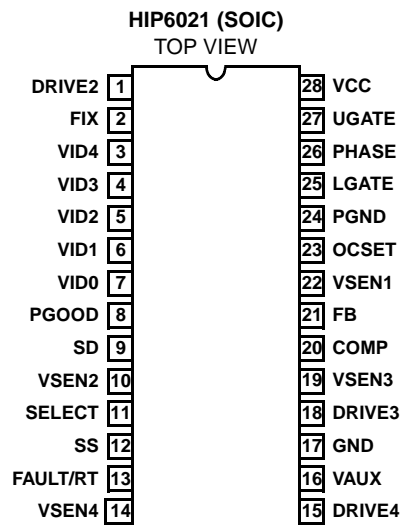 HIP6021 (SOIC)
TOP VIEW
DRIVE2 1 28 VCC
FIX 2 27 UGATE
VID4 3 26 PHASE
VID3 4 25 LGATE
VID2 5 24 PGND
VID1 6 23 OCSET
VID0 7 22 VSEN1
PGOOD 8 21 FB
SD 9 20 COMP
VSEN2 10 19 VSEN3
SELECT 11 18 DRIVE3
SS 12 17 GND
FAULT/RT 13 16 VAUX
VSEN4 14 15 DRIVE4